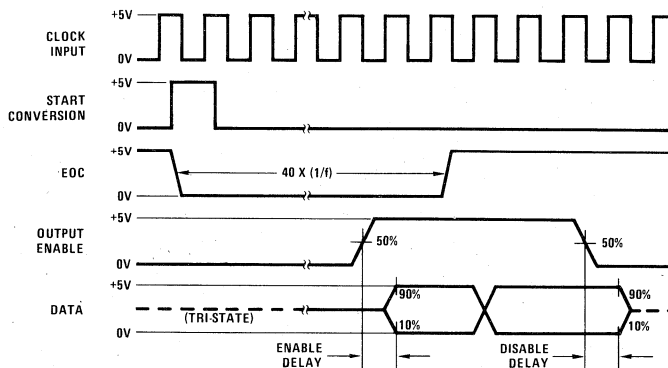 CLOCK
INPUT
+5V
0V
START
CONVERSION
+5V
0V
EOC
+5V
0V
40 X (1/f)
OUTPUT
ENABLE
+5V
0V
50%
50%
DATA
+5V
0V
(TRI-STATE)
90%
10%
90%
10%
ENABLE
DELAY
DISABLE
DELAY